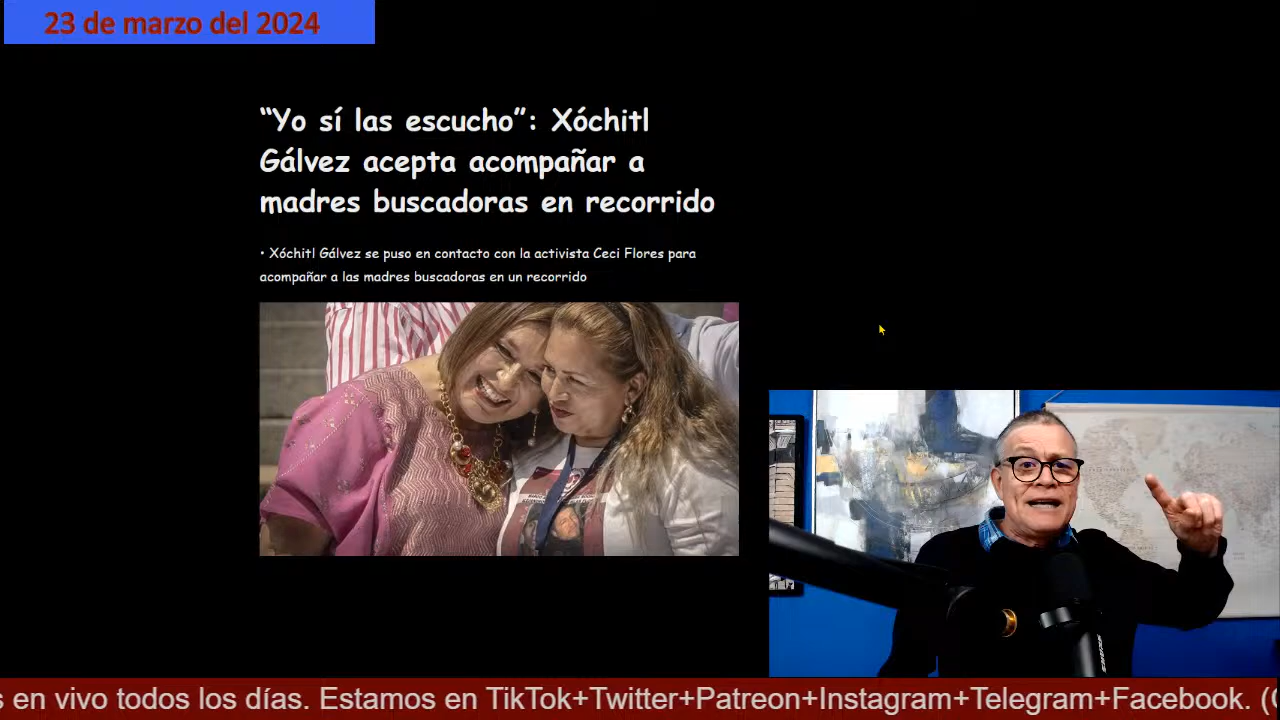 23 de marzo del 2024
“Yo sí las escucho”: Xóchitl
Gálvez acepta acompañar a
madres buscadoras en recorrido
• Xóchitl Gálvez se puso en contacto con la activista Ceci Flores para
acompañar a las madres buscadoras en un recorrido
s en vivo todos los días. Estamos en TikTok+Twitter+Patreon+Instagram+Telegram+Facebook. (